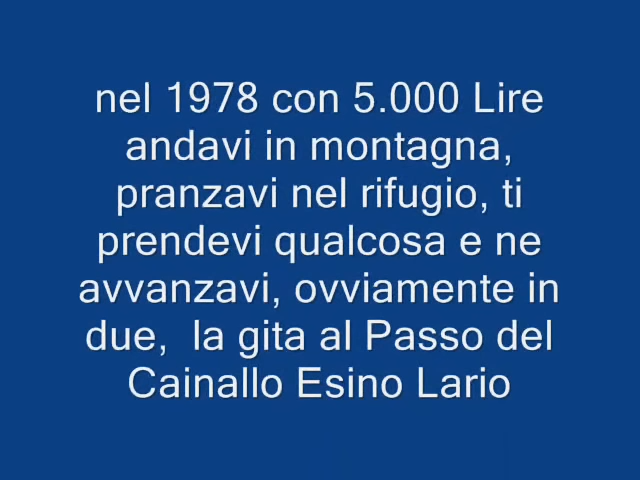 nel 1978 con 5.000 Lire
andavi in montagna,
pranzavi nel rifugio, ti
prendevi qualcosa e ne
avvanzavi, ovviamente in
due,  la gita al Passo del
Cainallo Esino Lario